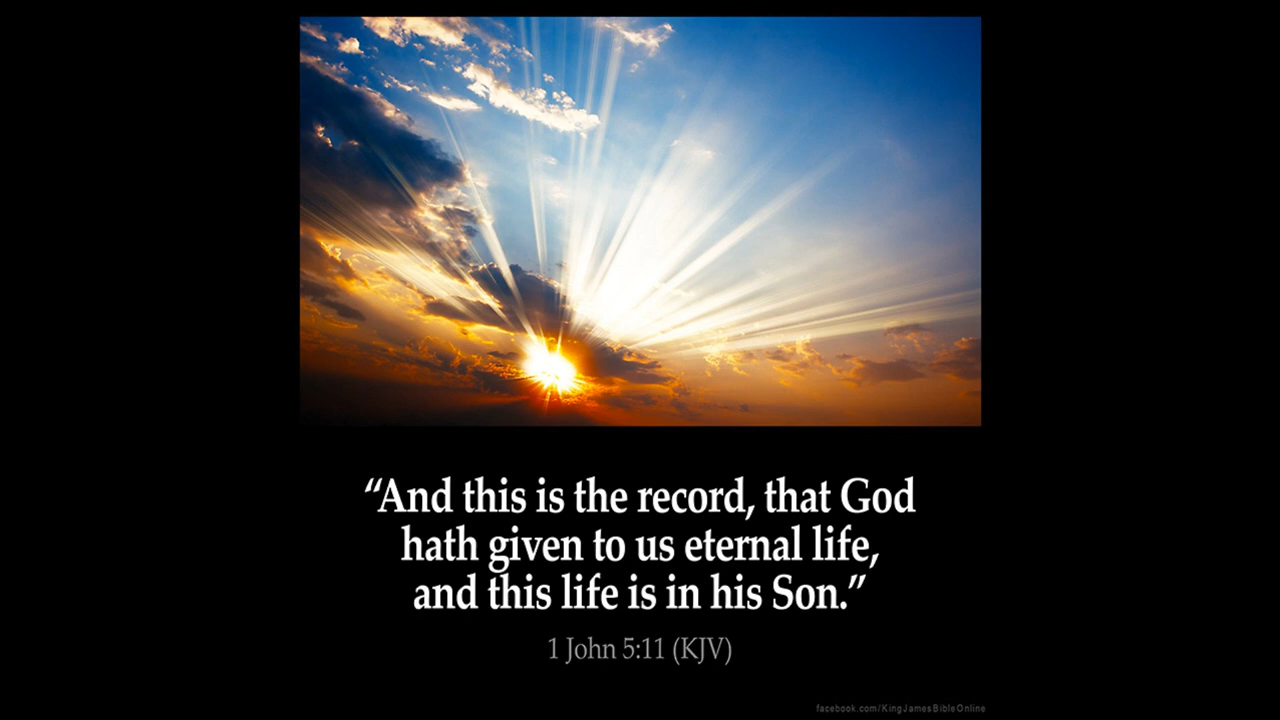 “And this is the record, that God
hath given to us eternal life,
and this life is in his Son.”
1 John 5:11 (KJV)
facebook.com/KingJamesBibleOnline